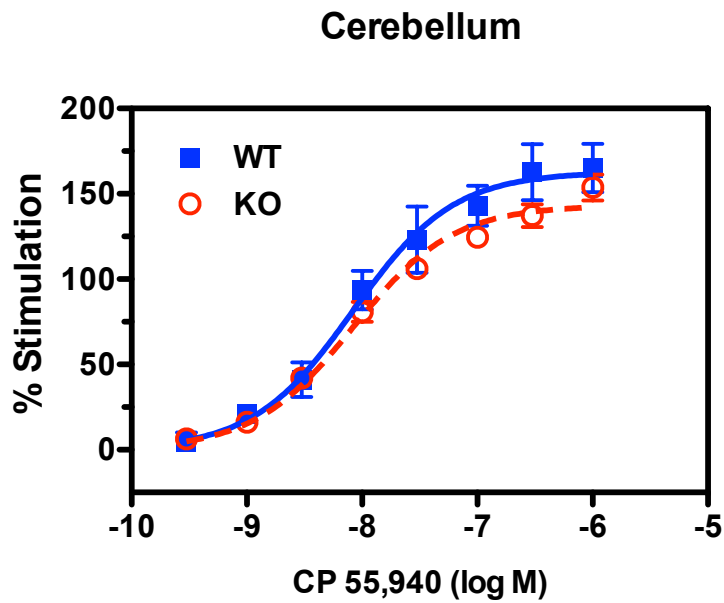 Cerebellum
% Stimulation
200
150
100
50
0
WT
KO
-10 -9 -8 -7 -6 -5
CP 55,940 (log M)